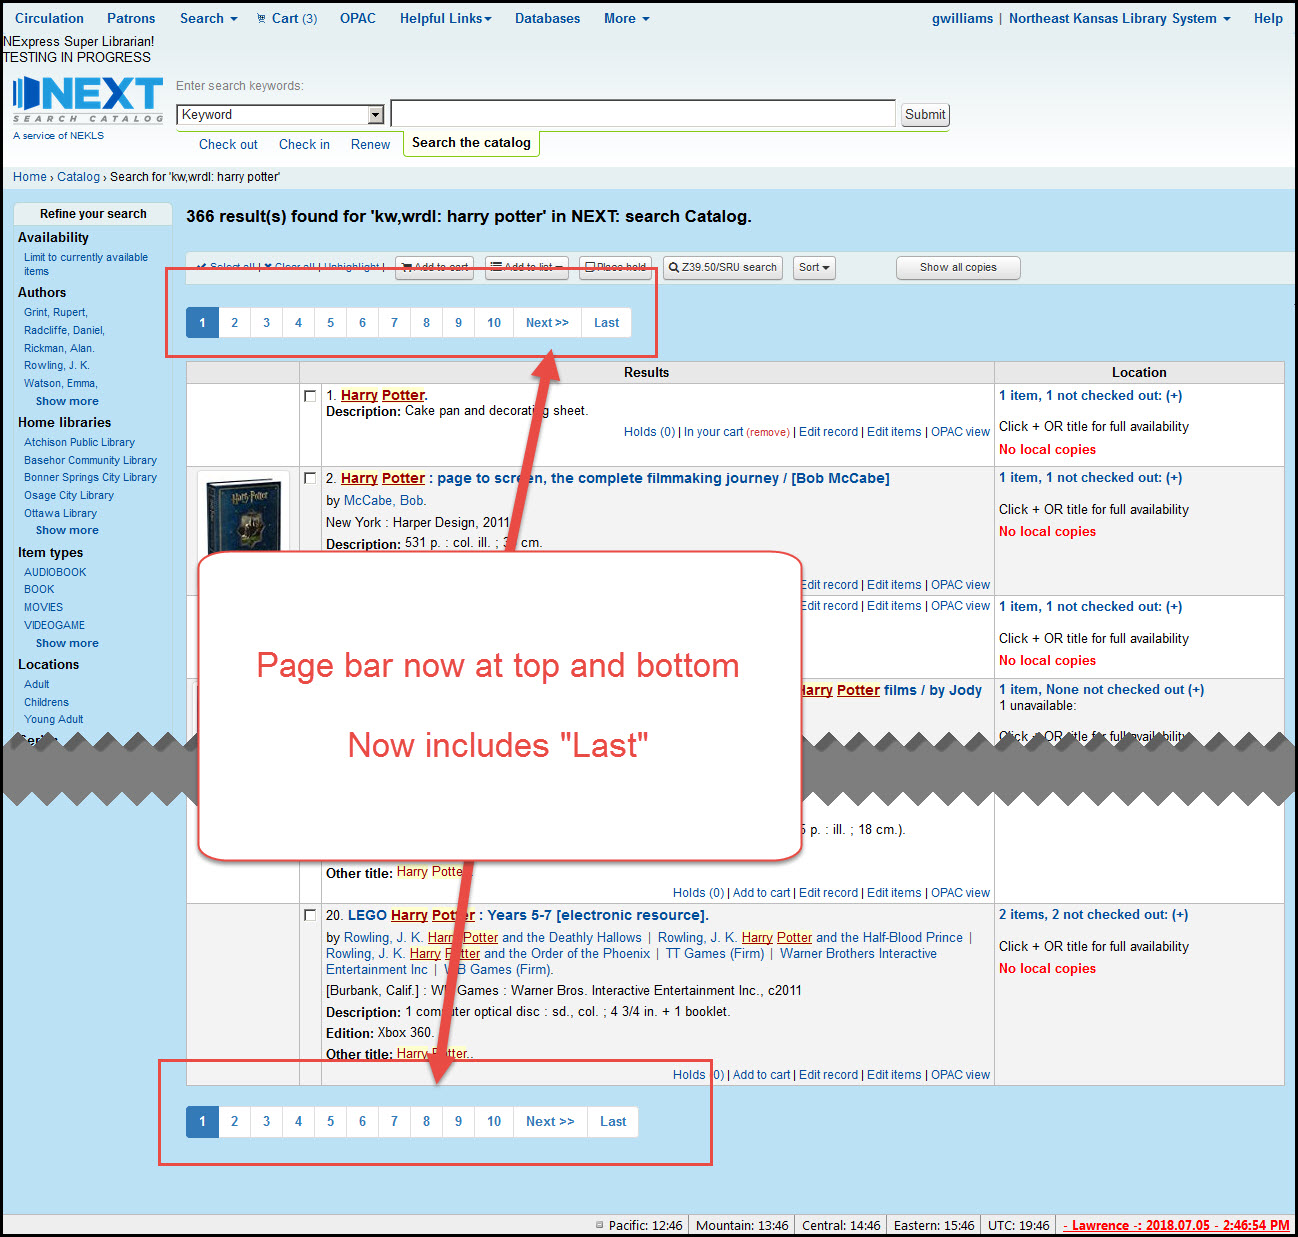 Circulation Patrons Search Cart (3) OPAC Helpful Links Databases More gwilliams | Northeast Kansas Library System Help
NExpress Super Librarian!
TESTING IN PROGRESS
NEXT
SEARCH CATALOG
A service of NEKLS
Enter search keywords:
Keyword Submit
Check out Check in Renew Search the catalog
Home › Catalog › Search for 'kw,wrdl: harry potter'
Refine your search
Availability
Limit to currently available
items
Authors
Grint, Rupert,
Radcliffe, Daniel,
Rickman, Alan.
Rowling, J. K.
Watson, Emma,
Show more
Home libraries
Atchison Public Library
Basehor Community Library
Bonner Springs City Library
Osage City Library
Ottawa Library
Show more
Item types
AUDIOBOOK
BOOK
MOVIES
VIDEOGAME
Show more
Locations
Adult
Childrens
Young Adult
Series
366 result(s) found for 'kw,wrdl: harry potter' in NEXT: search Catalog.
Select all | Clear all | Unhighlight | Add to cart Add to list Place hold Z39.50/SRU search Sort Show all copies
1 2 3 4 5 6 7 8 9 10 Next >> Last
Results Location
1. Harry Potter.
Description: Cake pan and decorating sheet.
Holds (0) | In your cart (remove) | Edit record | Edit items | OPAC view
1 item, 1 not checked out: (+)
Click + OR title for full availability
No local copies
Harry Potter
2. Harry Potter : page to screen, the complete filmmaking journey / [Bob McCabe]
by McCabe, Bob.
New York : Harper Design, 2011
Description: 531 p. : col. ill. ; 3 cm.
Edit record | Edit items | OPAC view
1 item, 1 not checked out: (+)
Click + OR title for full availability
No local copies
Edit record | Edit items | OPAC view
1 item, 1 not checked out: (+)
Click + OR title for full availability
No local copies
Harry Potter films / by Jody
1 item, None not checked out (+)
1 unavailable:
Click + OR title for full availability
Page bar now at top and bottom
Now includes "Last"
5 p. : ill. ; 18 cm.).
Other title: Harry Potter.
Holds (0) | Add to cart | Edit record | Edit items | OPAC view
20. LEGO Harry Potter : Years 5-7 [electronic resource].
by Rowling, J. K. Harry Potter and the Deathly Hallows | Rowling, J. K. Harry Potter and the Half-Blood Prince |
Rowling, J. K. Harry Potter and the Order of the Phoenix | TT Games (Firm) | Warner Brothers Interactive
Entertainment Inc | WB Games (Firm).
[Burbank, Calif.] : WB Games : Warner Bros. Interactive Entertainment Inc., c2011
Description: 1 computer optical disc : sd., col. ; 4 3/4 in. + 1 booklet.
Edition: Xbox 360.
Other title: Harry Potter..
Holds (0) | Add to cart | Edit record | Edit items | OPAC view
2 items, 2 not checked out: (+)
Click + OR title for full availability
No local copies
1 2 3 4 5 6 7 8 9 10 Next >> Last
Pacific: 12:46 Mountain: 13:46 Central: 14:46 Eastern: 15:46 UTC: 19:46 - Lawrence -: 2018.07.05 - 2:46:54 PM